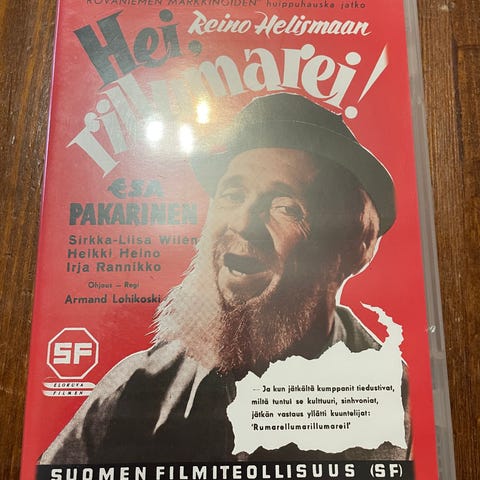 ROVANIEMEN MARKKINOIDEN" huippuhauska jatko
Reino Helismaan
Hei,
rillumarei!
ESA
PAKARINEN
Sirkka-Liisa Wilén
Heikki Heino
Irja Rannikko
Ohjaus — Regi
Armand Lohikoski
SF
ELOKUVA
FILMEN
— Ja kun jätkältä kumppanit tiedustivat,
miltä tuntui se kulttuuri, sinhvoniat,
jätkän vastaus yllätti kuuntelijat:
'Rumarellumarillumarei!'
SUOMEN FILMITEOLLISUUS (SF)